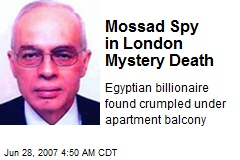 Mossad Spy
in London
Mystery Death
Egyptian billionaire
found crumpled under
apartment balcony
Jun 28, 2007 4:50 AM CDT